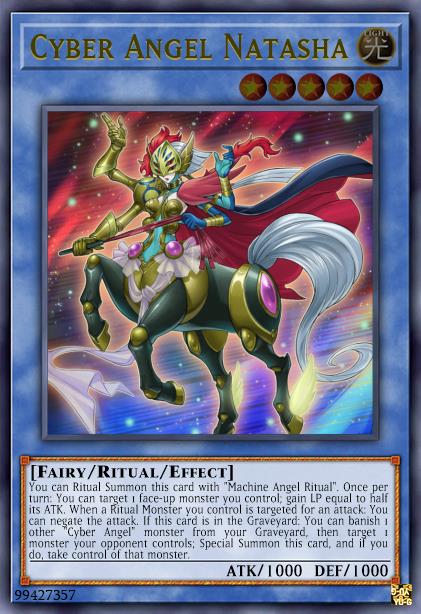 Cyber Angel Natasha
LIGHT
光
[Fairy/Ritual/Effect]
You can Ritual Summon this card with "Machine Angel Ritual". Once per
turn: You can target 1 face-up monster you control; gain LP equal to half
its ATK. When a Ritual Monster you control is targeted for an attack: You
can negate the attack. If this card is in the Graveyard: You can banish 1
other "Cyber Angel" monster from your Graveyard, then target 1
monster your opponent controls; Special Summon this card, and if you
do, take control of that monster.
ATK/1000 DEF/1000
99427357